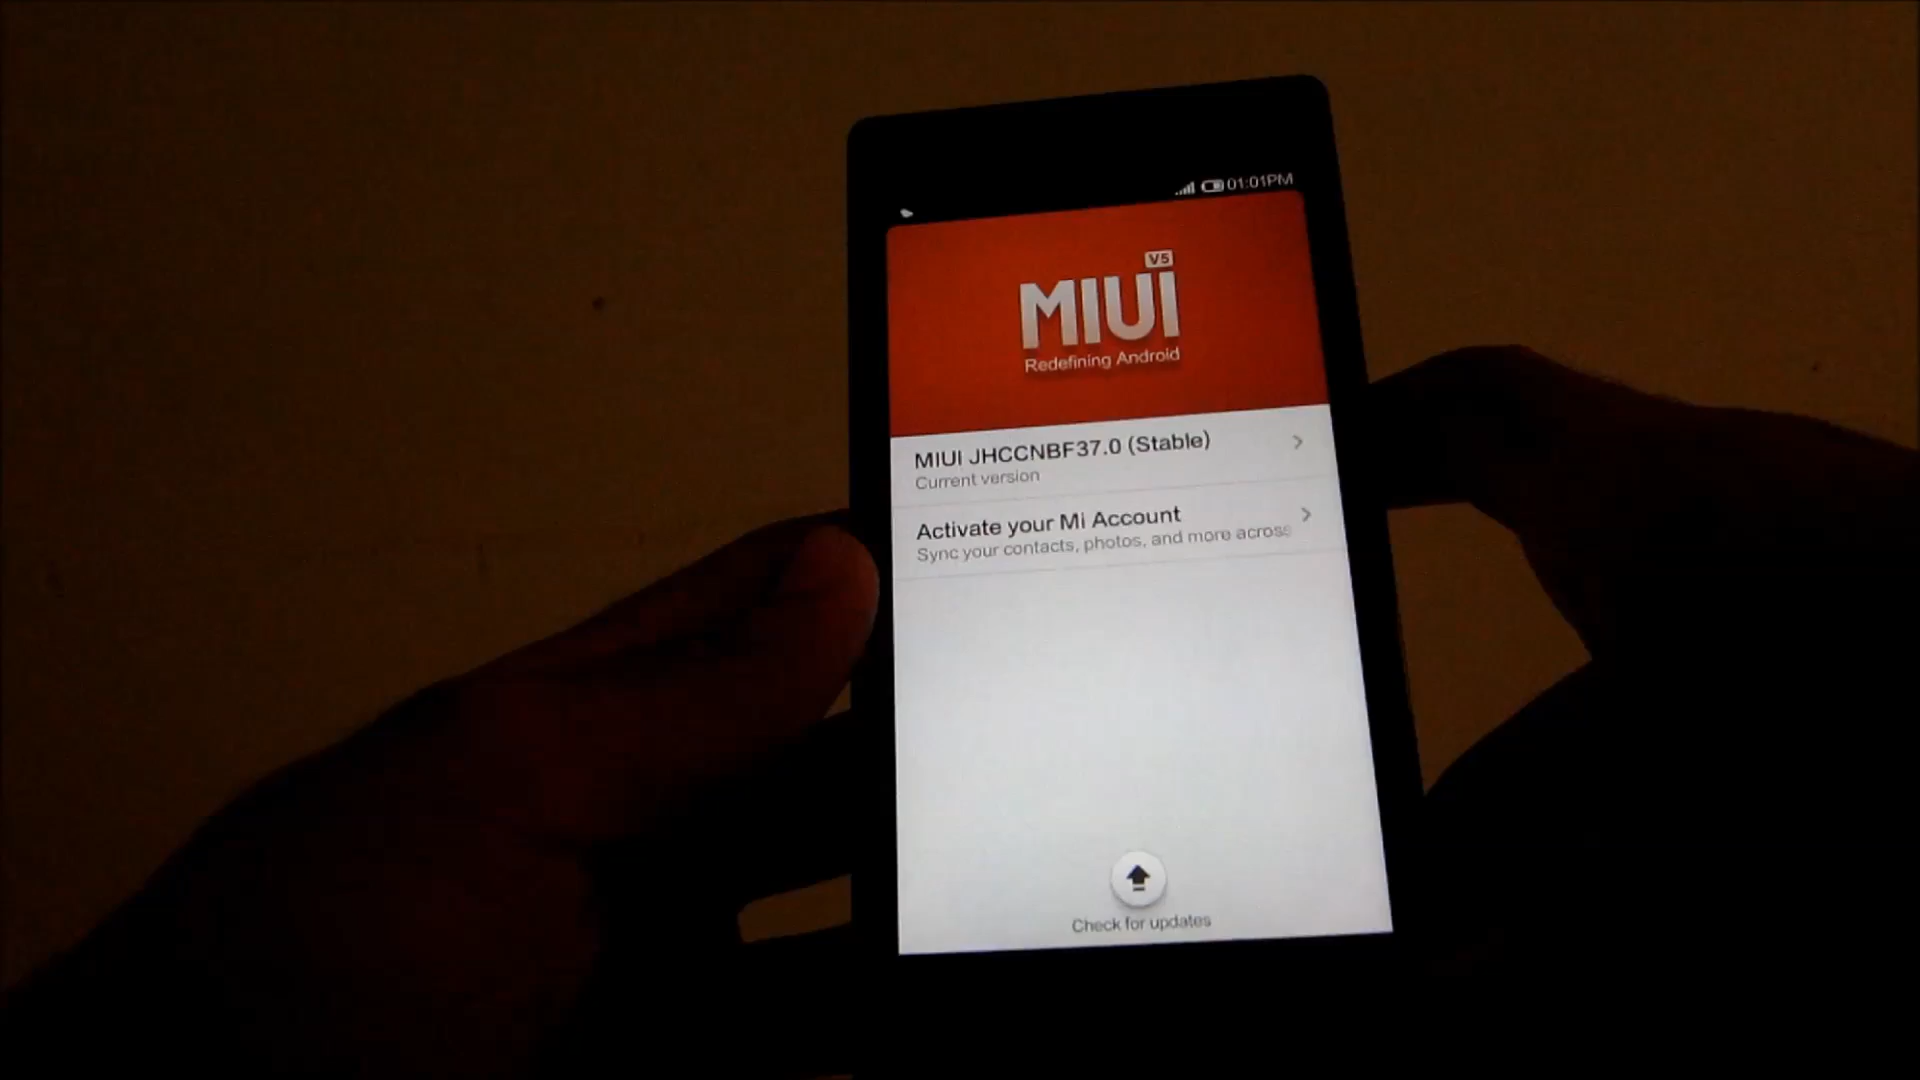 01:01PM
V5
MIUI
Redefining Android
MIUI JHCCNBF37.0 (Stable)
Current version
Activate your Mi Account
Sync your contacts, photos, and more across
Check for updates